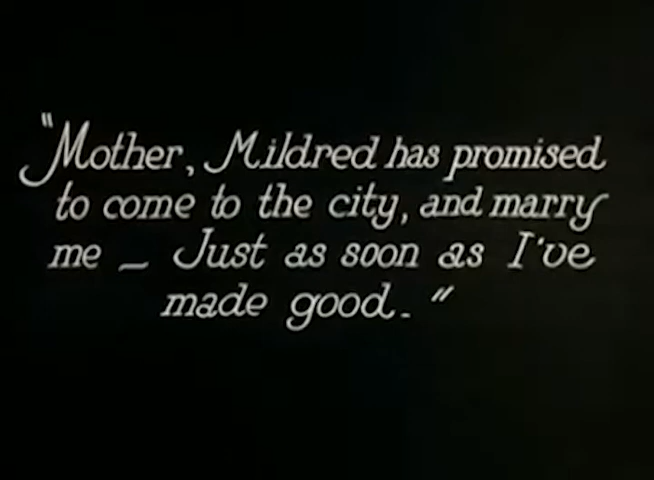 "Mother, Mildred has promised
to come to the city, and marry
me — Just as soon as I've
made good."